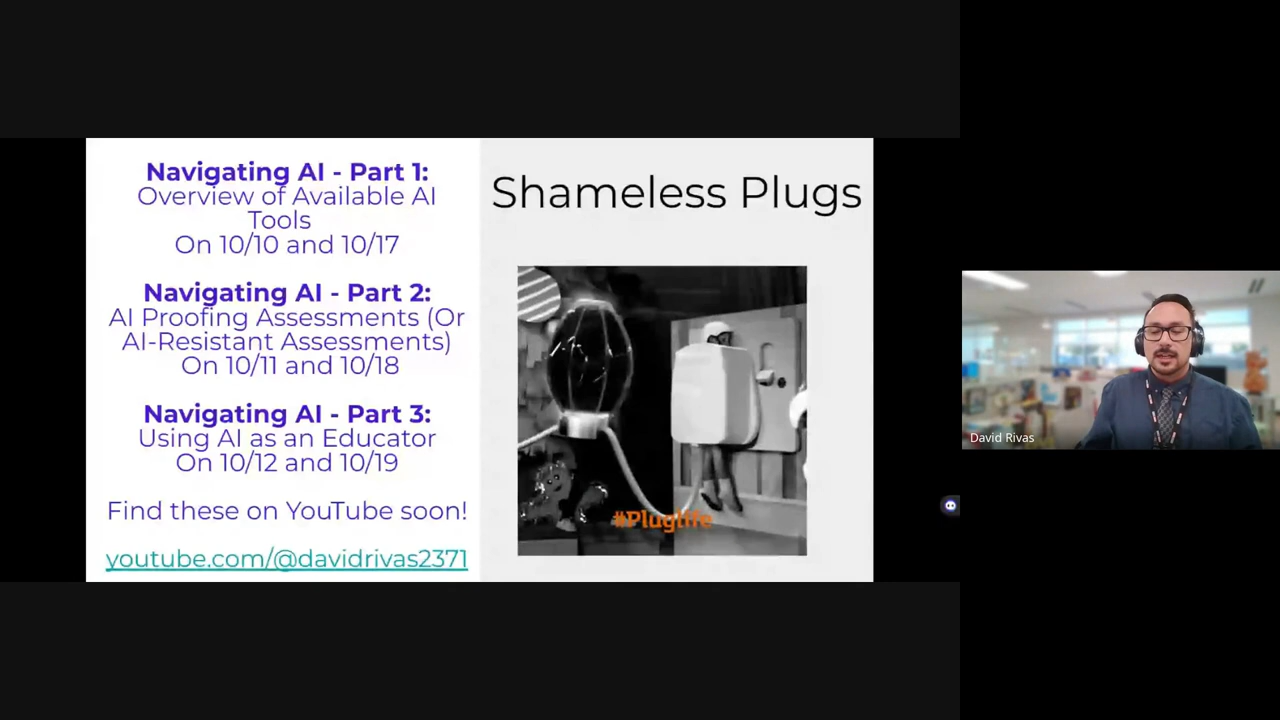 Navigating AI - Part 1:
Overview of Available AI
Tools
On 10/10 and 10/17
Navigating AI - Part 2:
AI Proofing Assessments (Or
AI-Resistant Assessments)
On 10/11 and 10/18
Navigating AI - Part 3:
Using AI as an Educator
On 10/12 and 10/19
Find these on YouTube soon!
youtube.com/@davidrivas2371
Shameless Plugs
#Pluglife
David Rivas